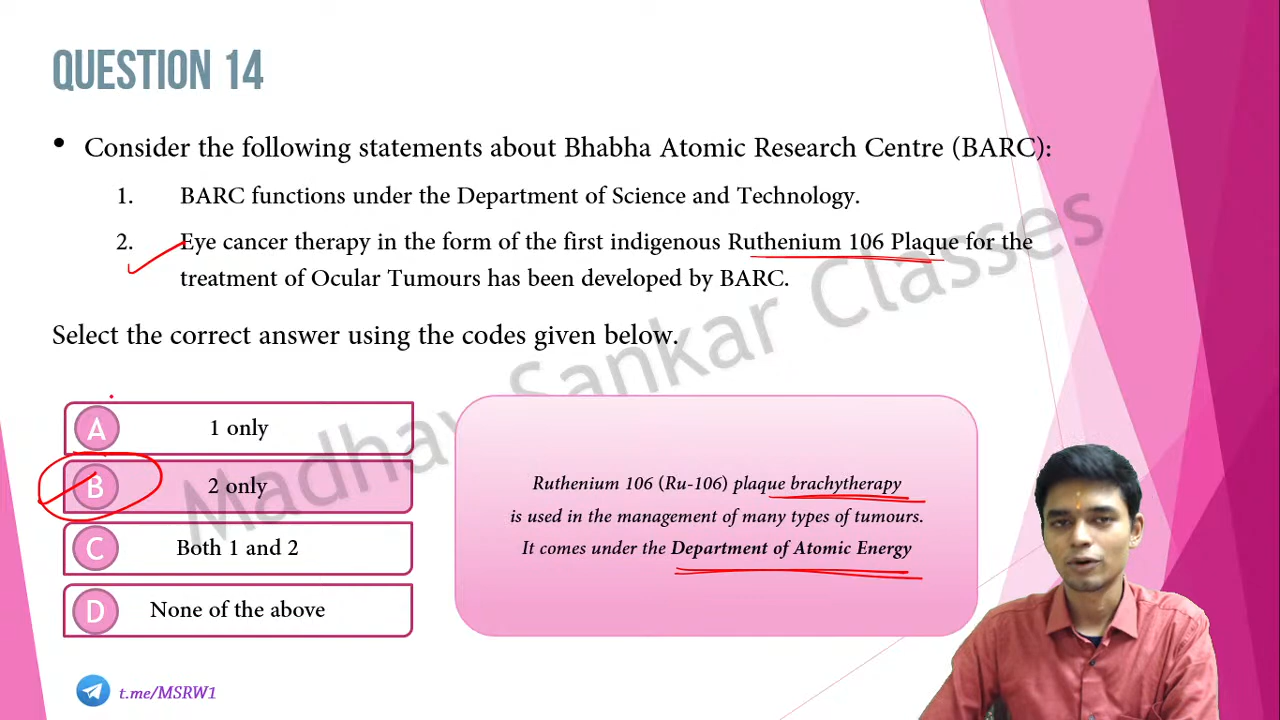 QUESTION 14
• Consider the following statements about Bhabha Atomic Research Centre (BARC):
1. BARC functions under the Department of Science and Technology.
2. Eye cancer therapy in the form of the first indigenous Ruthenium 106 Plaque for the
treatment of Ocular Tumours has been developed by BARC.
Select the correct answer using the codes given below.
A 1 only
B 2 only
C Both 1 and 2
D None of the above
Ruthenium 106 (Ru-106) plaque brachytherapy
is used in the management of many types of tumours.
It comes under the Department of Atomic Energy
Madhav Sankar Classes
t.me/MSRW1